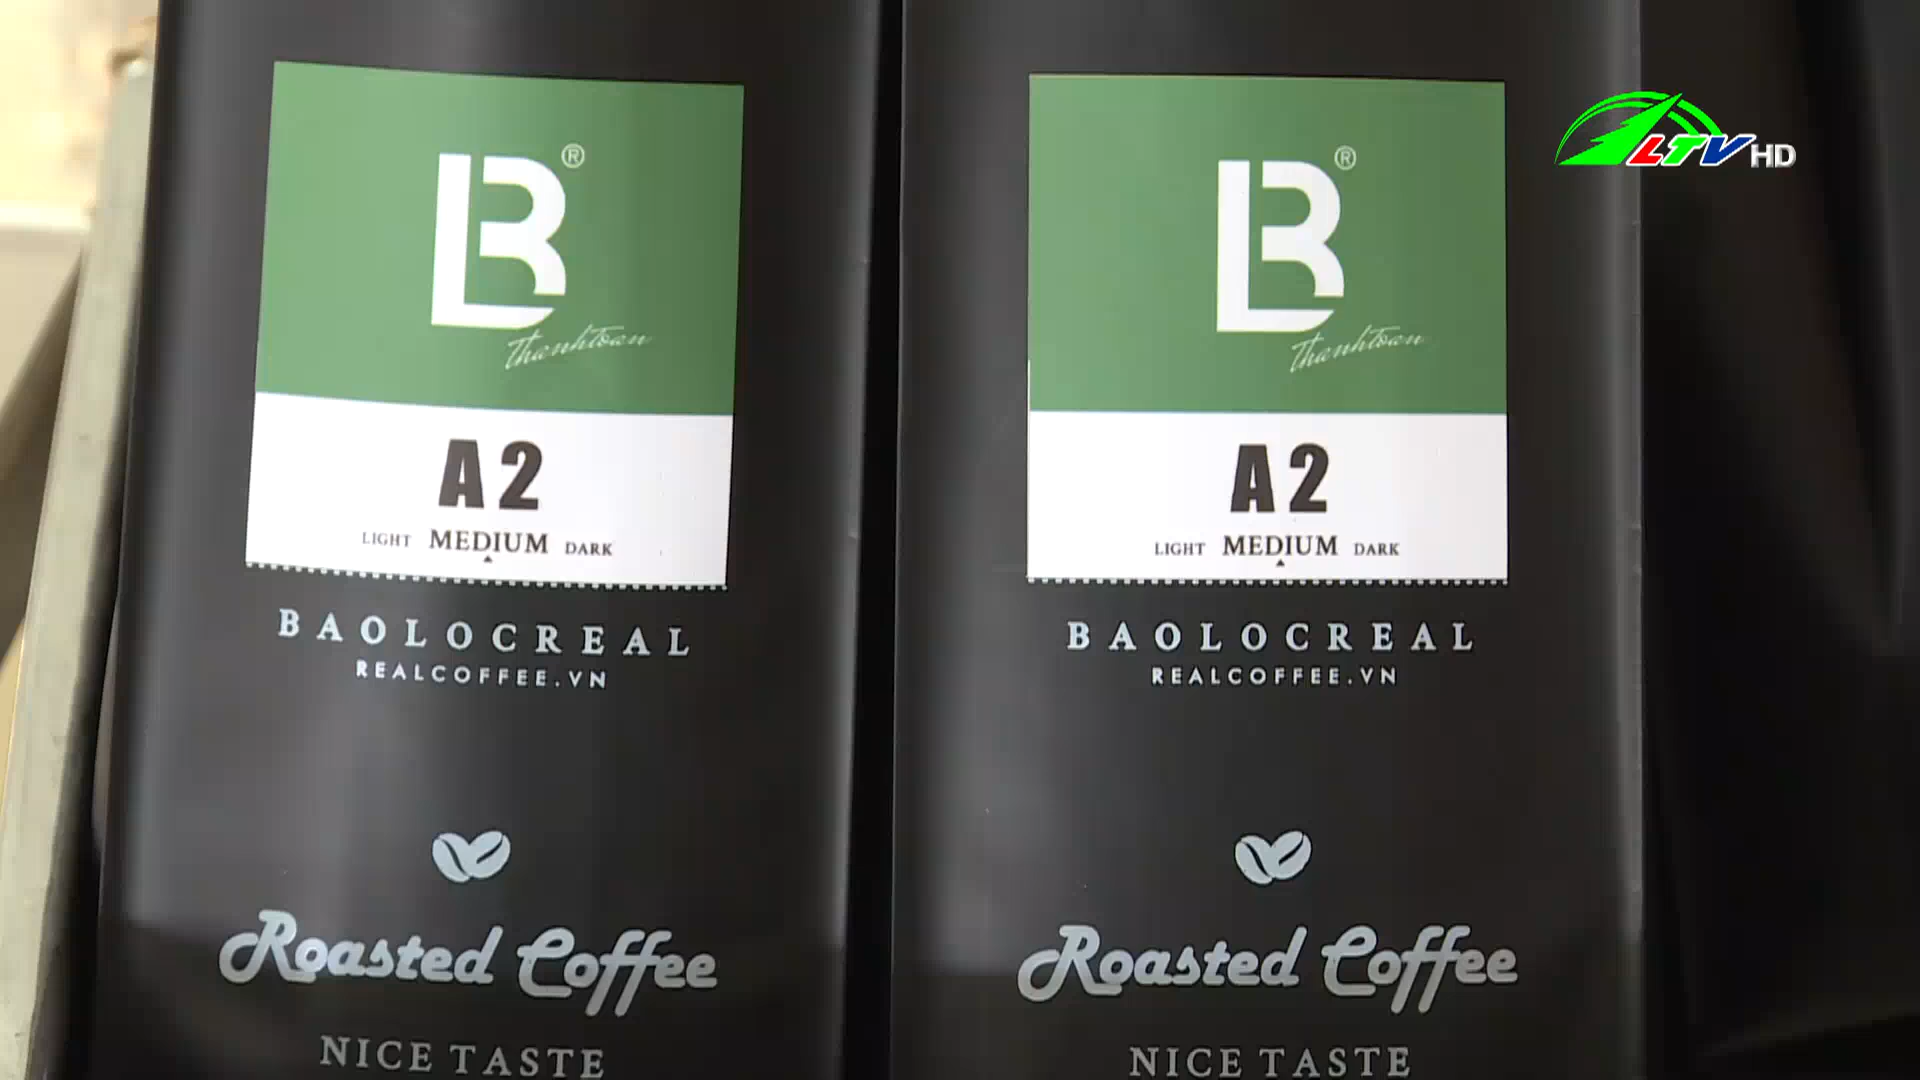 LB®
thanhtoan
A2
LIGHT MEDIUM DARK
BAOLOCREAL
REALCOFFEE.VN
Roasted Coffee
NICE TASTE
LB®
thanhtoan
A2
LIGHT MEDIUM DARK
BAOLOCREAL
REALCOFFEE.VN
Roasted Coffee
NICE TASTE
LTV HD